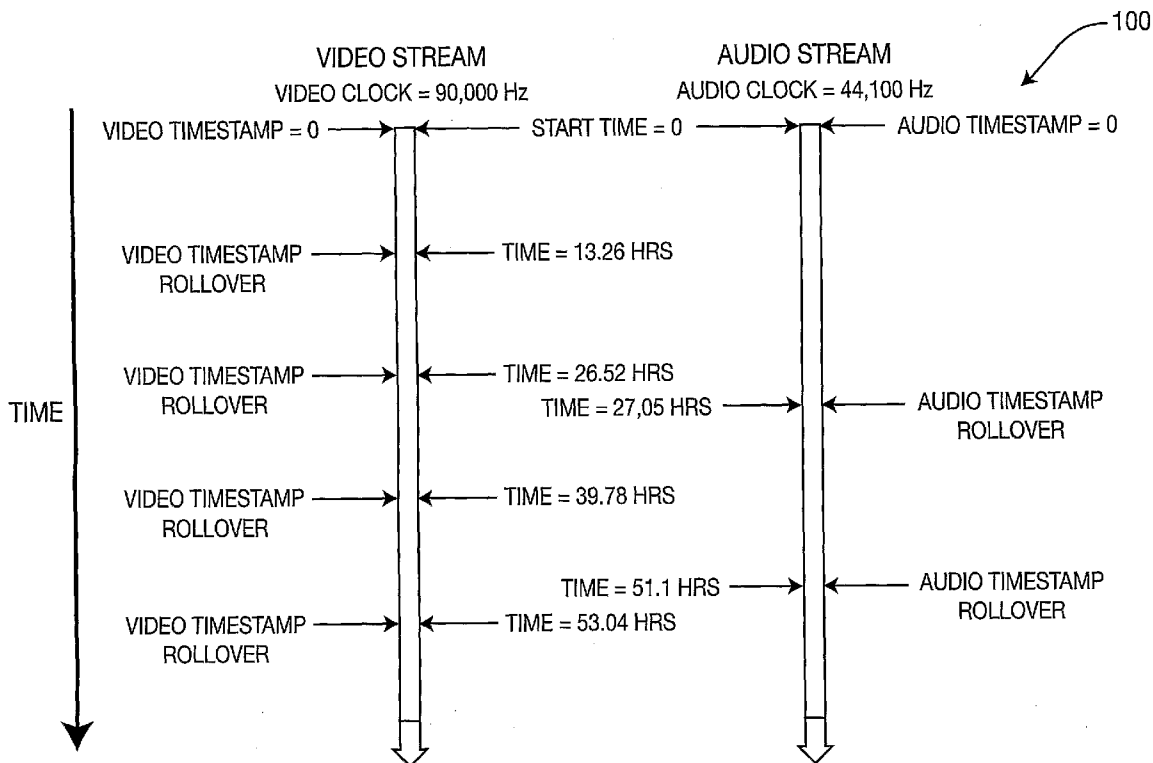 100
VIDEO STREAM
VIDEO CLOCK = 90,000 Hz
AUDIO STREAM
AUDIO CLOCK = 44,100 Hz
VIDEO TIMESTAMP = 0
START TIME = 0
AUDIO TIMESTAMP = 0
VIDEO TIMESTAMP
ROLLOVER
TIME = 13.26 HRS
VIDEO TIMESTAMP
ROLLOVER
TIME = 26.52 HRS
TIME = 27,05 HRS
AUDIO TIMESTAMP
ROLLOVER
TIME
VIDEO TIMESTAMP
ROLLOVER
TIME = 39.78 HRS
TIME = 51.1 HRS
AUDIO TIMESTAMP
ROLLOVER
VIDEO TIMESTAMP
ROLLOVER
TIME = 53.04 HRS